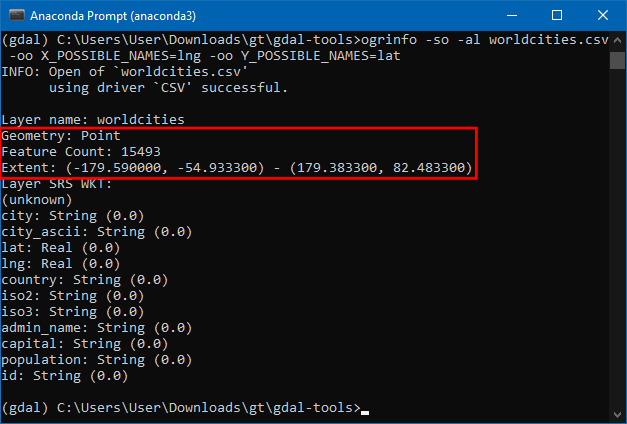 Anaconda Prompt (anaconda3)
(gdal) C:\Users\User\Downloads\gt\gdal-tools>ogrinfo -so -al worldcities.csv
 -oo X_POSSIBLE_NAMES=lng -oo Y_POSSIBLE_NAMES=lat
INFO: Open of `worldcities.csv'
      using driver `CSV' successful.

Layer name: worldcities
Geometry: Point
Feature Count: 15493
Extent: (-179.590000, -54.933300) - (179.383300, 82.483300)
Layer SRS WKT:
(unknown)
city: String (0.0)
city_ascii: String (0.0)
lat: Real (0.0)
lng: Real (0.0)
country: String (0.0)
iso2: String (0.0)
iso3: String (0.0)
admin_name: String (0.0)
capital: String (0.0)
population: String (0.0)
id: String (0.0)

(gdal) C:\Users\User\Downloads\gt\gdal-tools>